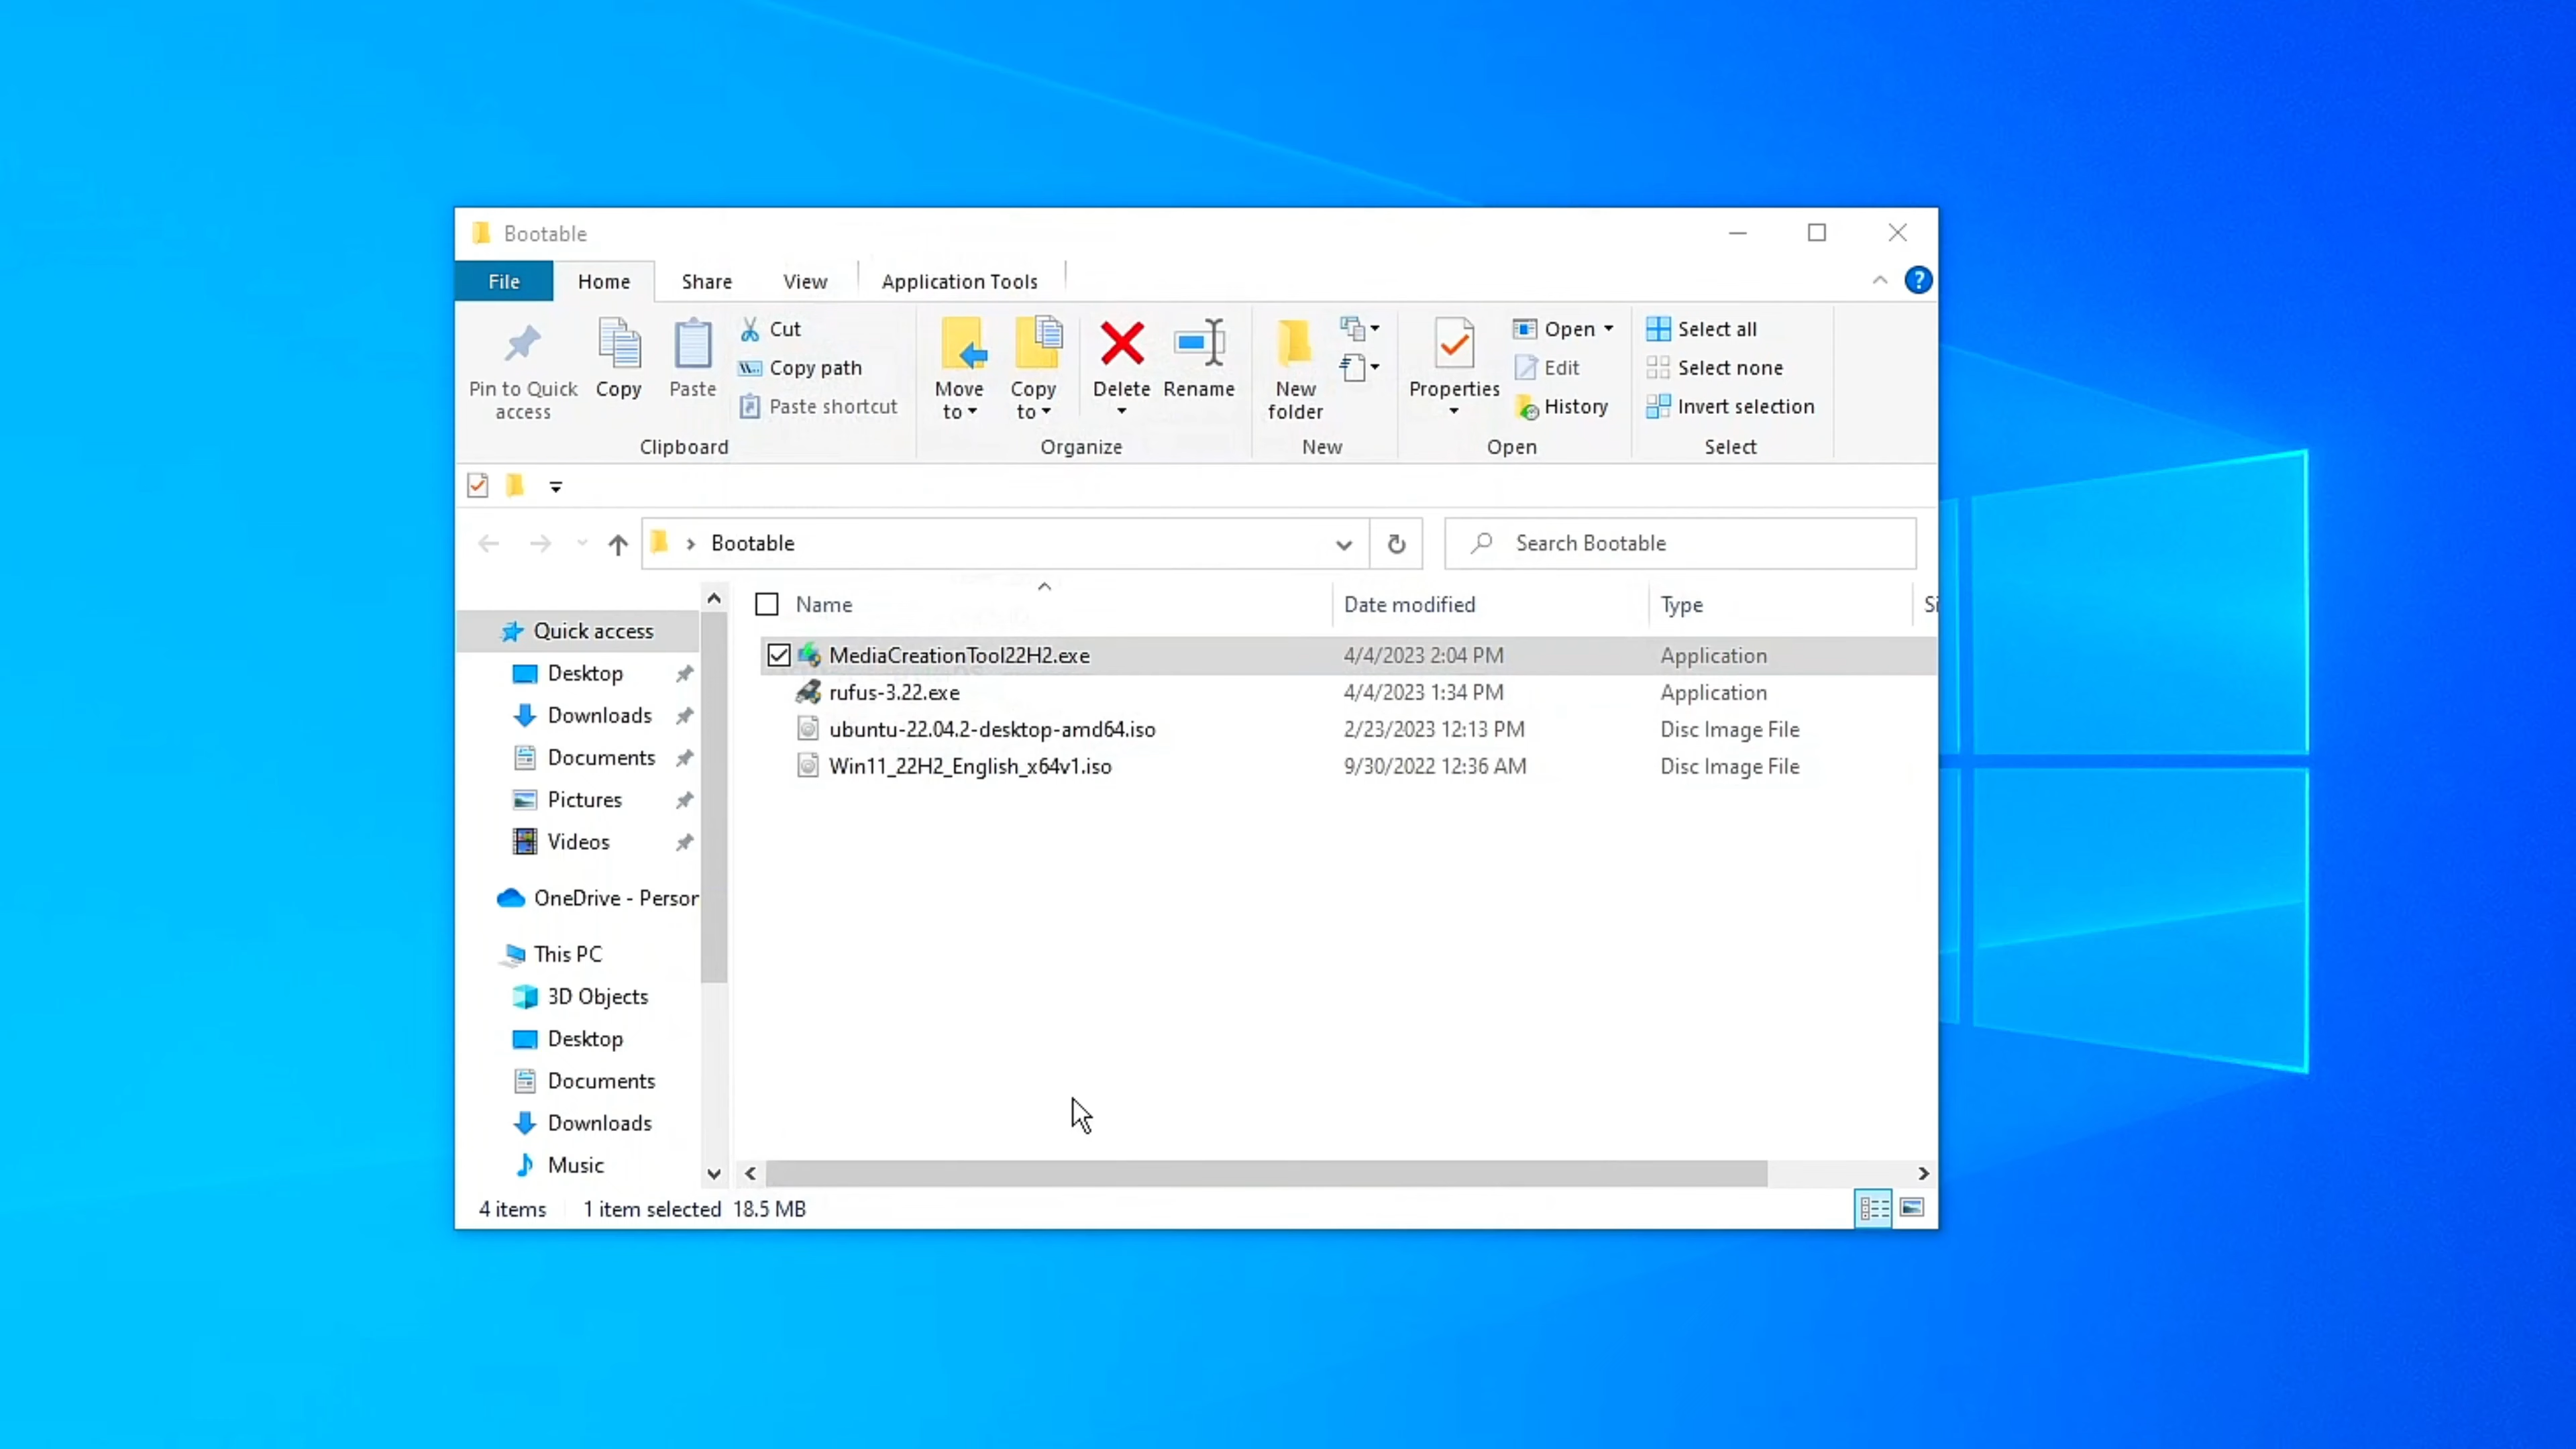 Bootable
File Home Share View Application Tools
?
Pin to Quick access
Copy
Paste
Cut
Copy path
Paste shortcut
Clipboard
Move to
Copy to
Delete
Rename
Organize
New folder
New
Properties
Open
Edit
History
Open
Select all
Select none
Invert selection
Select
Bootable
Search Bootable
Name Date modified Type Si
Quick access
Desktop
Downloads
Documents
Pictures
Videos
OneDrive - Person
This PC
3D Objects
Desktop
Documents
Downloads
Music
MediaCreationTool22H2.exe 4/4/2023 2:04 PM Application
rufus-3.22.exe 4/4/2023 1:34 PM Application
ubuntu-22.04.2-desktop-amd64.iso 2/23/2023 12:13 PM Disc Image File
Win11_22H2_English_x64v1.iso 9/30/2022 12:36 AM Disc Image File
4 items 1 item selected 18.5 MB